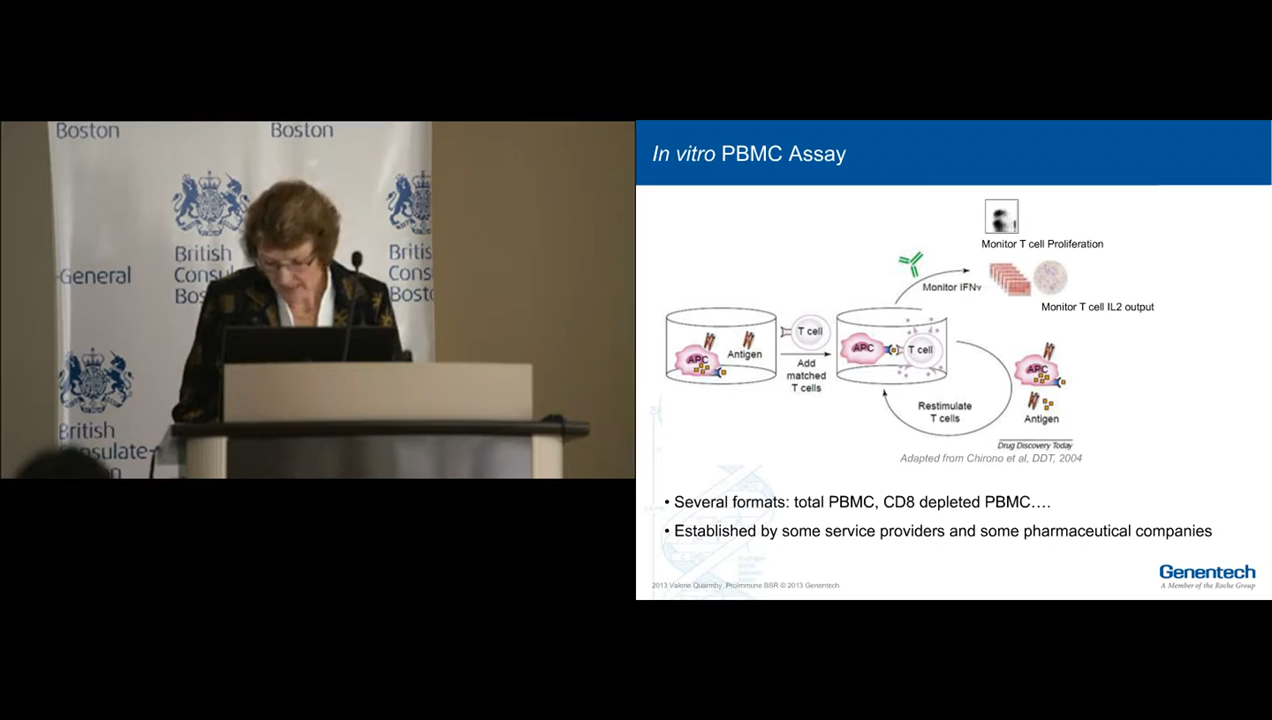 Boston
Boston
British
Consul
Bos
Britis
Cons
Bost
-General
British
nsulate-
on
In vitro PBMC Assay
Monitor T cell Proliferation
Monitor IFNγ
Monitor T cell IL2 output
APC
Antigen
T cell
Add
matched
T cells
APC
T cell
Restimulate
T cells
APC
Antigen
Drug Discovery Today
Adapted from Chirono et al, DDT, 2004
• Several formats: total PBMC, CD8 depleted PBMC….
• Established by some service providers and some pharmaceutical companies
2013 Valerie Quarmby ProImmune BSR © 2013 Genentech
Genentech
A Member of the Roche Group